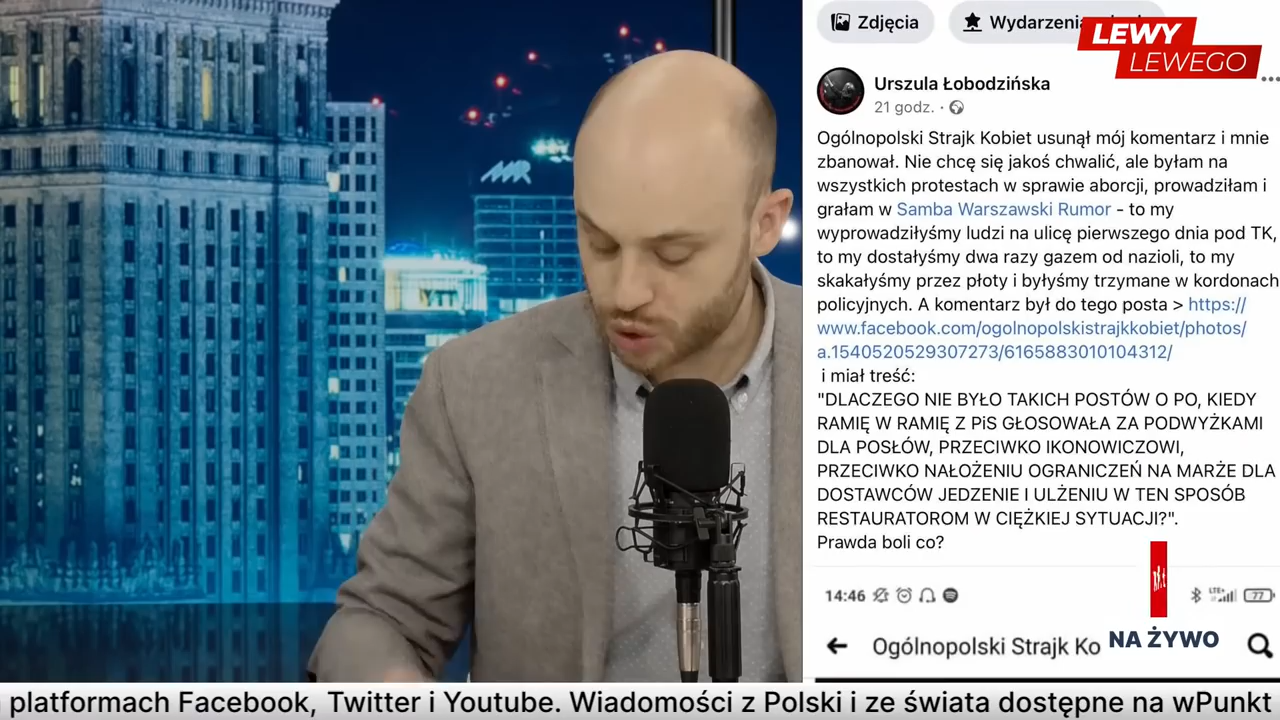 Zdjęcia
Wydarzenia
LEWY
LEWEGO
Urszula Łobodzińska
21 godz.
Ogólnopolski Strajk Kobiet usunął mój komentarz i mnie
zbanował. Nie chcę się jakoś chwalić, ale byłam na
wszystkich protestach w sprawie aborcji, prowadziłam i
grałam w Samba Warszawski Rumor - to my
wyprowadziłyśmy ludzi na ulicę pierwszego dnia pod TK,
to my dostałyśmy dwa razy gazem od nazioli, to my
skakałyśmy przez płoty i byłyśmy trzymane w kordonach
policyjnych. A komentarz był do tego posta > https://
www.facebook.com/ogolnopolskistrajkkobiet/photos/
a.1540520529307273/6165883010104312/
i miał treść:
"DLACZEGO NIE BYŁO TAKICH POSTÓW O PO, KIEDY
RAMIĘ W RAMIĘ Z PiS GŁOSOWAŁA ZA PODWYŻKAMI
DLA POSŁÓW, PRZECIWKO IKONOWICZOWI,
PRZECIWKO NAŁOŻENIU OGRANICZEŃ NA MARŻE DLA
DOSTAWCÓW JEDZENIE I ULŻENIU W TEN SPOSÓB
RESTAURATOROM W CIĘŻKIEJ SYTUACJI?".
Prawda boli co?
14:46
LTE+
77
Ogólnopolski Strajk Ko
NA ŻYWO
platformach Facebook, Twitter i Youtube. Wiadomości z Polski i ze świata dostępne na wPunkt